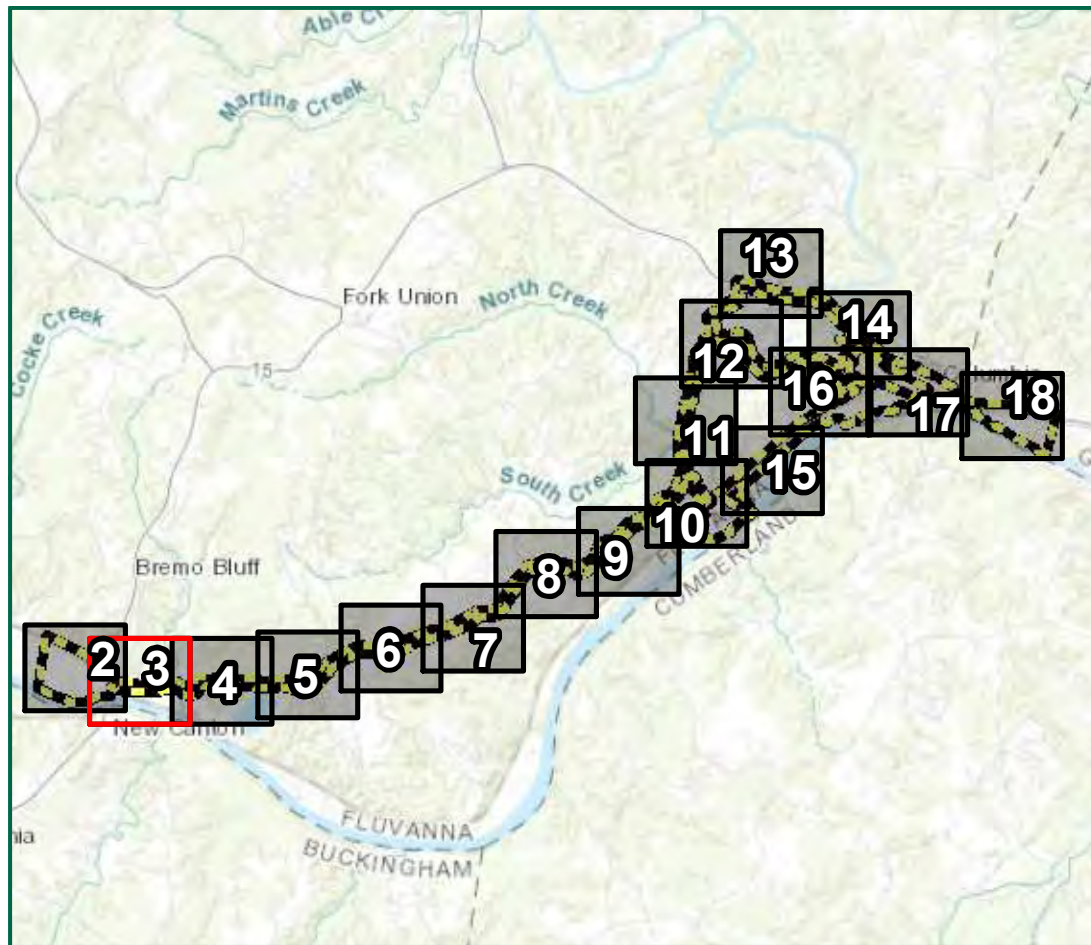 Able
Martins Creek
13
Fork Union
North Creek
14
Cocke Creek
12
15
16
17
18
11
South Creek
15
10
CUMBERLAND
9
8
Bremo Bluff
7
6
5
4
3
2
New Canton
FLUVANNA
BUCKINGHAM